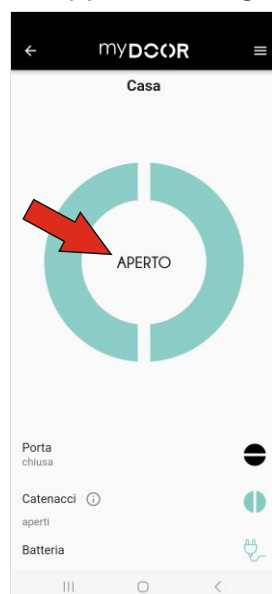 myDOOR
Casa
APERTO
Porta
chiusa
Catenacci
aperti
Batteria